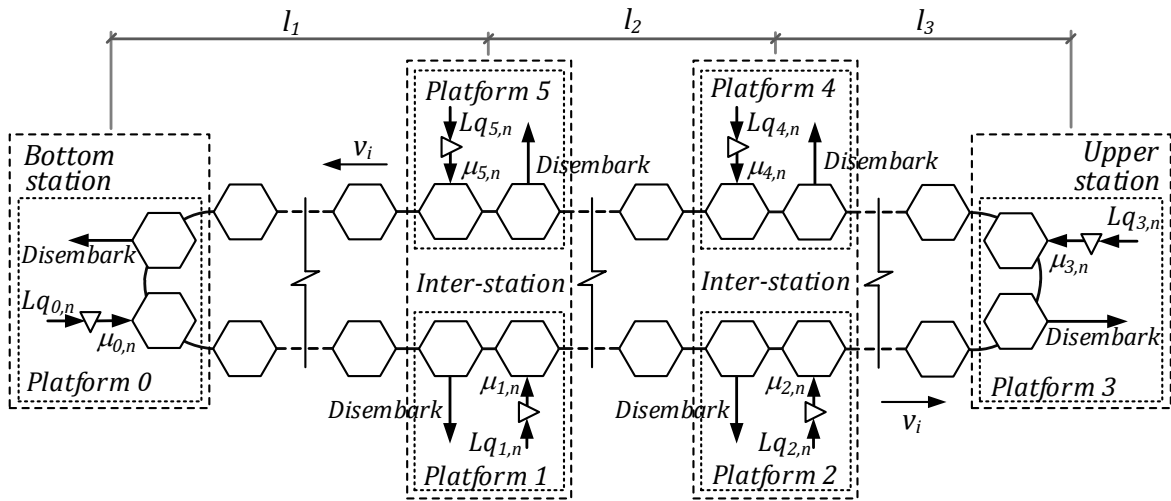 l1
l2
l3
Platform 5
Lq5,n
μ5,n
Disembark
Platform 4
Lq4,n
μ4,n
Disembark
Bottom
station
vi
Upper
station
Disembark
Lq0,n
μ0,n
Platform 0
Inter-station
Inter-station
Lq3,n
μ3,n
Disembark
Platform 3
Disembark
μ1,n
Lq1,n
Platform 1
Disembark
μ2,n
Lq2,n
Platform 2
vi